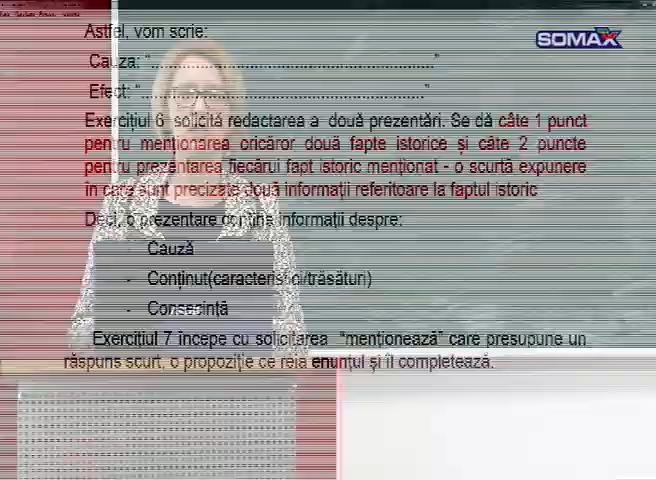 SOMAX
Astfel, vom scrie:
Cauza: “..............................................................”
Efect: “..............................................................”
Exercițiul 6 solicită redactarea a două prezentări. Se dă câte 1 punct
pentru menționarea oricăror două fapte istorice și câte 2 puncte
pentru prezentarea fiecărui fapt istoric menționat - o scurtă expunere
în care sunt precizate două informații referitoare la faptul istoric
Deci, o prezentare conține informații despre:
- Cauză
- Conținut(caracteristici/trăsături)
- Consecință
Exercițiul 7 începe cu solicitarea “menționează” care presupune un
răspuns scurt, o propoziție ce reia enunțul și îl completează.